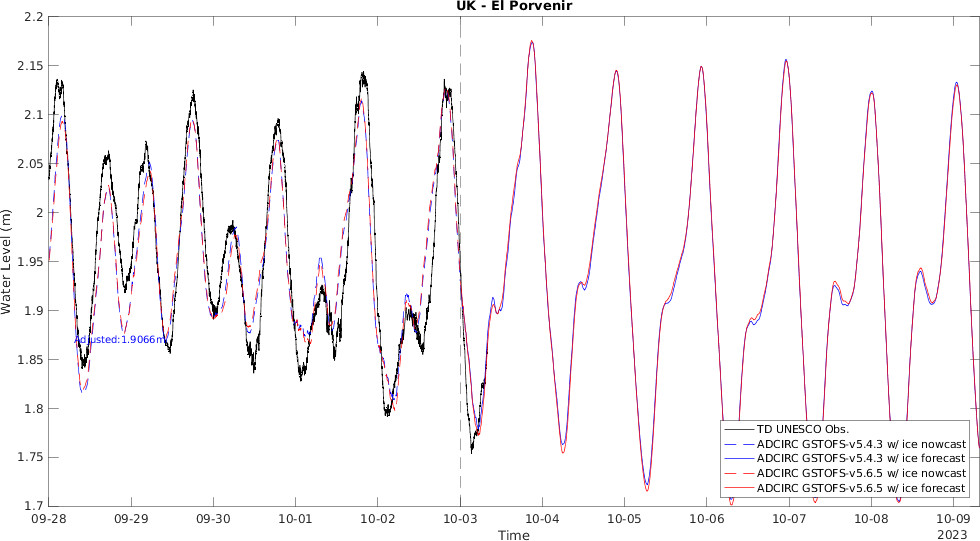 UK - El Porvenir
2.2
2.15
2.1
2.05
2
1.95
1.9
1.85
1.8
1.75
1.7
Water Level (m)
Adjusted:1.9066m
TD UNESCO Obs.
ADCIRC GSTOFS-v5.4.3 w/ ice nowcast
ADCIRC GSTOFS-v5.4.3 w/ ice forecast
ADCIRC GSTOFS-v5.6.5 w/ ice nowcast
ADCIRC GSTOFS-v5.6.5 w/ ice forecast
09-28 09-29 09-30 10-01 10-02 10-03 10-04 10-05 10-06 10-07 10-08 10-09
2023
Time